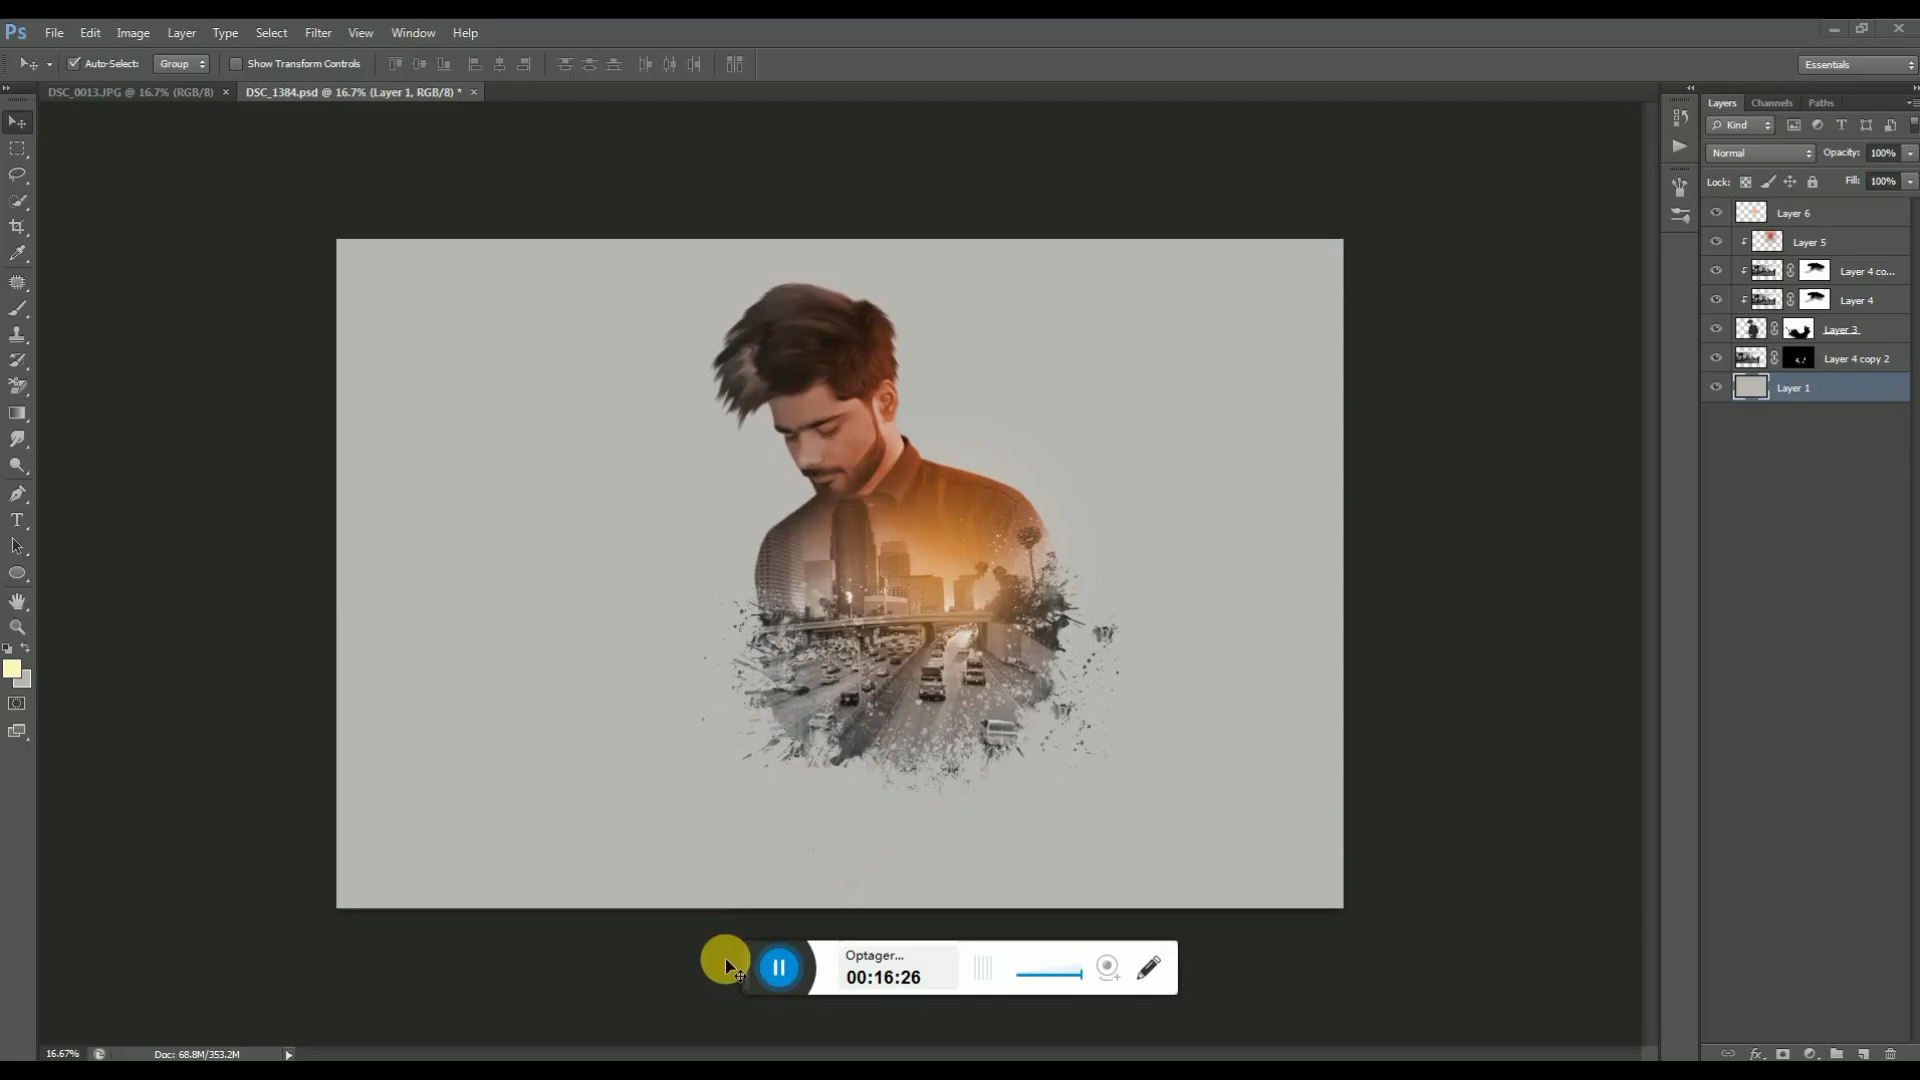 Ps File Edit Image Layer Type Select Filter View Window Help
Auto-Select: Group Show Transform Controls Essentials
DSC_0013.JPG @ 16.7% (RGB/8) × DSC_1384.psd @ 16.7% (Layer 1, RGB/8) * ×
Layers Channels Paths
Kind
Normal Opacity: 100%
Lock: Fill: 100%
Layer 6
Layer 5
Layer 4 co...
Layer 4
Layer 3
Layer 4 copy 2
Layer 1
Optager...
00:16:26
16.67% Doc: 68.8M/353.2M